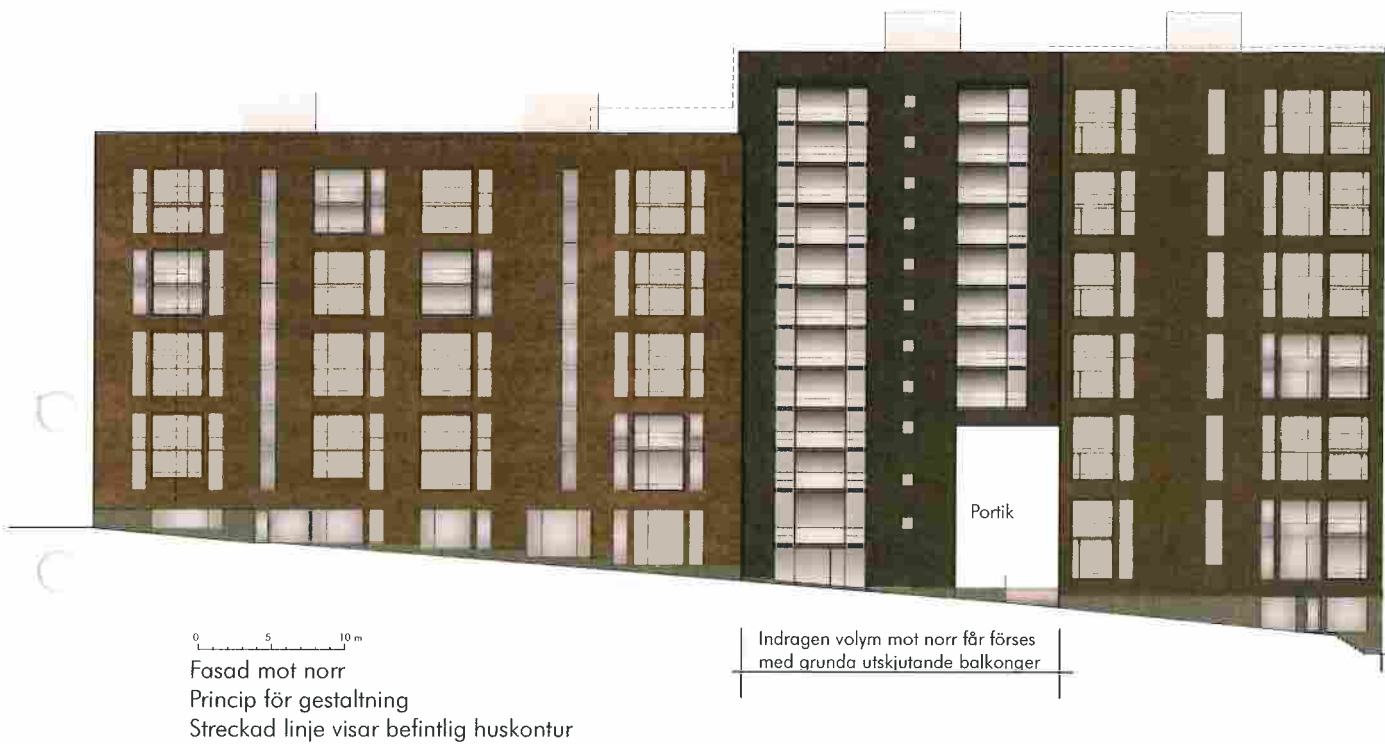 Portik
0 5 10 m
Indragen volym mot norr får förses
med grunda utskjutande balkonger
Fasad mot norr
Princip för gestaltning
Streckad linje visar befintlig huskontur